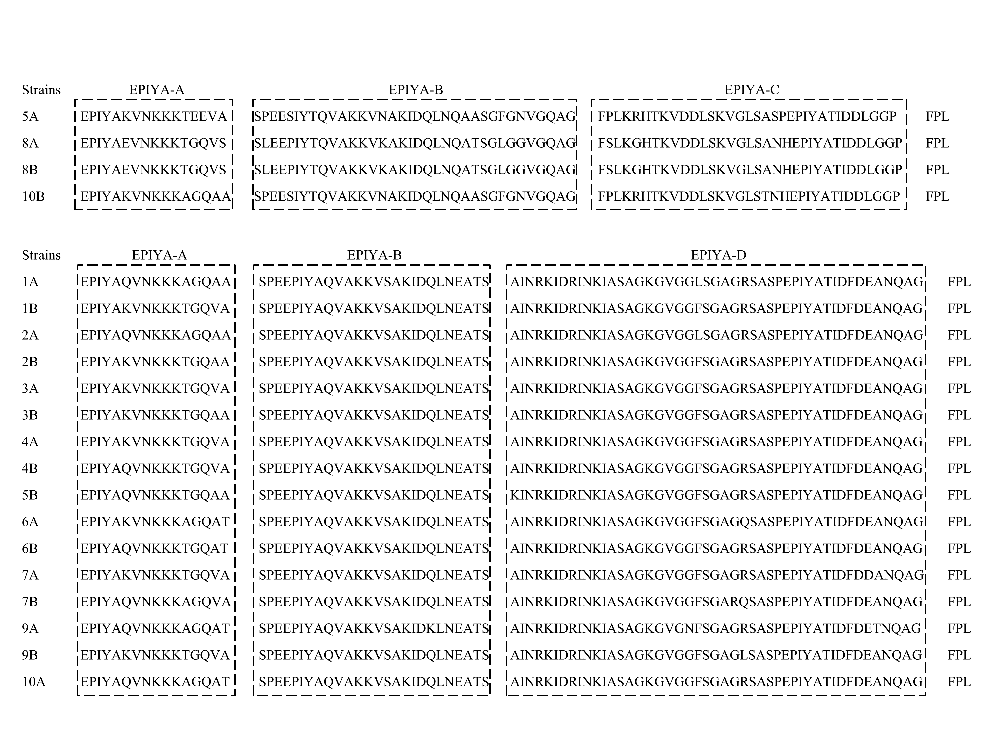 Strains EPIYA-A EPIYA-B EPIYA-C
5A EPIYAKVNKKKTEEVA SPEESIYTQVAKKVNAKIDQLNQAASGFGNVGQAG FPLKRHTKVDDLSKVGLSASPEPIYATIDDLGGP FPL
8A EPIYAEVNKKKTGQVS SLEEPIYTQVAKKVKAKIDQLNQATSGLGGVGQAG FSLKGHTKVDDLSKVGLSANHEPIYATIDDLGGP FPL
8B EPIYAEVNKKKTGQVS SLEEPIYTQVAKKVKAKIDQLNQATSGLGGVGQAG FSLKGHTKVDDLSKVGLSANHEPIYATIDDLGGP FPL
10B EPIYAKVNKKKAGQAA SPEESIYTQVAKKVNAKIDQLNQAASGFGNVGQAG FPLKRHTKVDDLSKVGLSTNHEPIYATIDDLGGP FPL
Strains EPIYA-A EPIYA-B EPIYA-D
1A EPIYAQVNKKKAGQAA SPEEPIYAQVAKKVSAKIDQLNEATS AINRKIDRINKIASAGKGVGGLSGAGRSASPEPIYATIDFDEANQAG FPL
1B EPIYAKVNKKKTGQVA SPEEPIYAQVAKKVSAKIDQLNEATS AINRKIDRINKIASAGKGVGGFSGAGRSASPEPIYATIDFDEANQAG FPL
2A EPIYAQVNKKKAGQAA SPEEPIYAQVAKKVSAKIDQLNEATS AINRKIDRINKIASAGKGVGGLSGAGRSASPEPIYATIDFDEANQAG FPL
2B EPIYAKVNKKKTGQAA SPEEPIYAQVAKKVSAKIDQLNEATS AINRKIDRINKIASAGKGVGGFSGAGRSASPEPIYATIDFDEANQAG FPL
3A EPIYAKVNKKKTGQVA SPEEPIYAQVAKKVSAKIDQLNEATS AINRKIDRINKIASAGKGVGGFSGAGRSASPEPIYATIDFDEANQAG FPL
3B EPIYAKVNKKKTGQAA SPEEPIYAQVAKKVSAKIDQLNEATS AINRKIDRINKIASAGKGVGGFSGAGRSASPEPIYATIDFDEANQAG FPL
4A EPIYAKVNKKKTGQVA SPEEPIYAQVAKKVSAKIDQLNEATS AINRKIDRINKIASAGKGVGGFSGAGRSASPEPIYATIDFDEANQAG FPL
4B EPIYAQVNKKKTGQVA SPEEPIYAQVAKKVSAKIDQLNEATS AINRKIDRINKIASAGKGVGGFSGAGRSASPEPIYATIDFDEANQAG FPL
5B EPIYAQVNKKKTGQAA SPEEPIYAQVAKKVSAKIDQLNEATS KINRKIDRINKIASAGKGVGGFSGAGRSASPEPIYATIDFDEANQAG FPL
6A EPIYAKVNKKKAGQAT SPEEPIYAQVAKKVSAKIDQLNEATS AINRKIDRINKIASAGKGVGGFSGAGQSASPEPIYATIDFDEANQAG FPL
6B EPIYAQVNKKKTGQAT SPEEPIYAQVAKKVSAKIDQLNEATS AINRKIDRINKIASAGKGVGGFSGAGRSASPEPIYATIDFDEANQAG FPL
7A EPIYAKVNKKKTGQVA SPEEPIYAQVAKKVSAKIDQLNEATS AINRKIDRINKIASAGKGVGGFSGAGRSASPEPIYATIDFDDANQAG FPL
7B EPIYAQVNKKKAGQVA SPEEPIYAQVAKKVSAKIDQLNEATS AINRKIDRINKIASAGKGVGGFSGARQSASPEPIYATIDFDEANQAG FPL
9A EPIYAQVNKKKAGQAT SPEEPIYAQVAKKVSAKIDKLNEATS AINRKIDRINKIASAGKGVGNFSGAGRSASPEPIYATIDFDETNQAG FPL
9B EPIYAKVNKKKTGQVA SPEEPIYAQVAKKVSAKIDQLNEATS AINRKIDRINKIASAGKGVGGFSGAGLSASPEPIYATIDFDEANQAG FPL
10A EPIYAQVNKKKAGQAT SPEEPIYAQVAKKVSAKIDQLNEATS AINRKIDRINKIASAGKGVGGFSGAGRSASPEPIYATIDFDEANQAG FPL